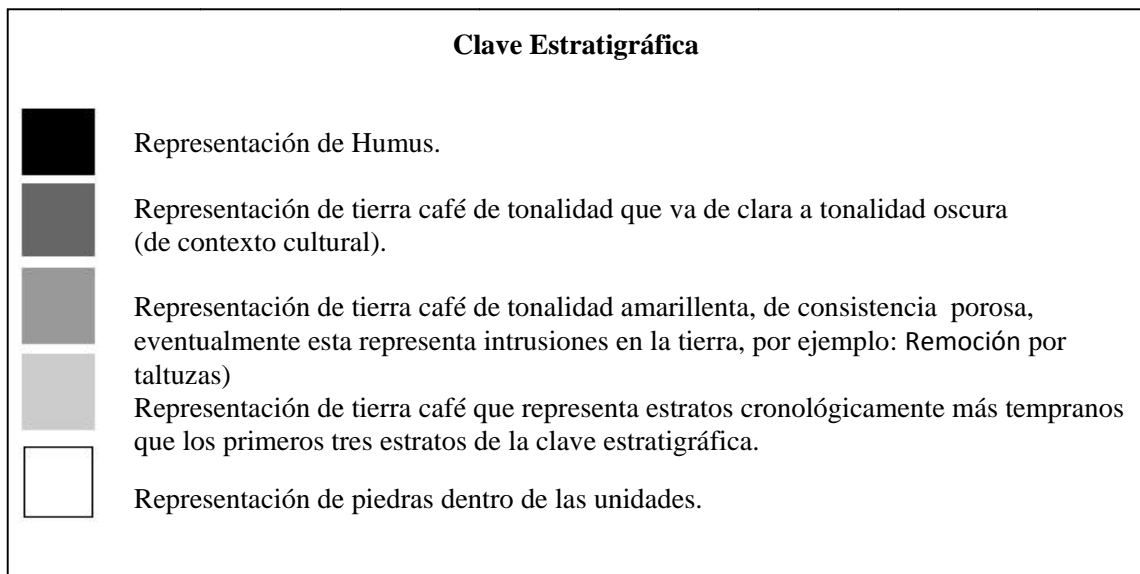 Clave Estratigráfica
Representación de Humus.
Representación de tierra café de tonalidad que va de clara a tonalidad oscura
(de contexto cultural).
Representación de tierra café de tonalidad amarillenta, de consistencia porosa,
eventualmente esta representa intrusiones en la tierra, por ejemplo: Remoción por
taltuzas)
Representación de tierra café que representa estratos cronológicamente más tempranos
que los primeros tres estratos de la clave estratigráfica.
Representación de piedras dentro de las unidades.